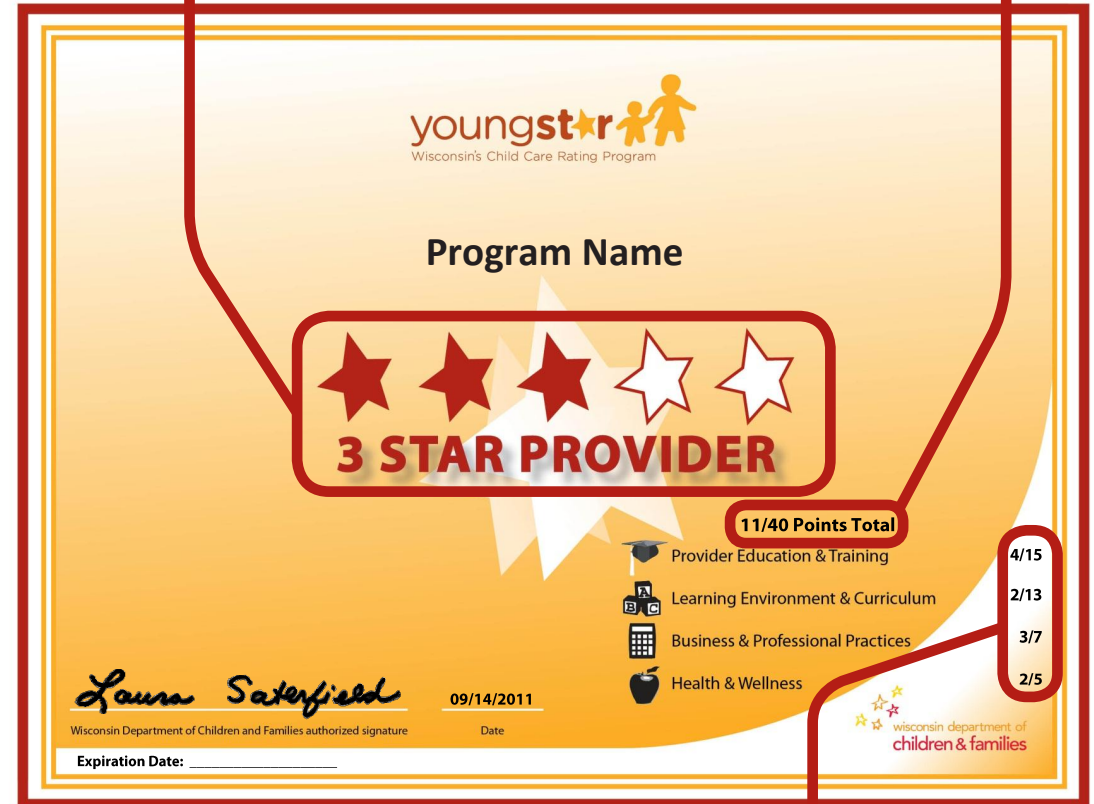 youngstar
Wisconsin's Child Care Rating Program
Program Name
3 STAR PROVIDER
11/40 Points Total
Provider Education & Training 4/15
A B C
Learning Environment & Curriculum 2/13
Business & Professional Practices 3/7
Health & Wellness 2/5
Laura Saterfield 09/14/2011
Wisconsin Department of Children and Families authorized signature Date
wisconsin department of
children & families
Expiration Date: ___________________